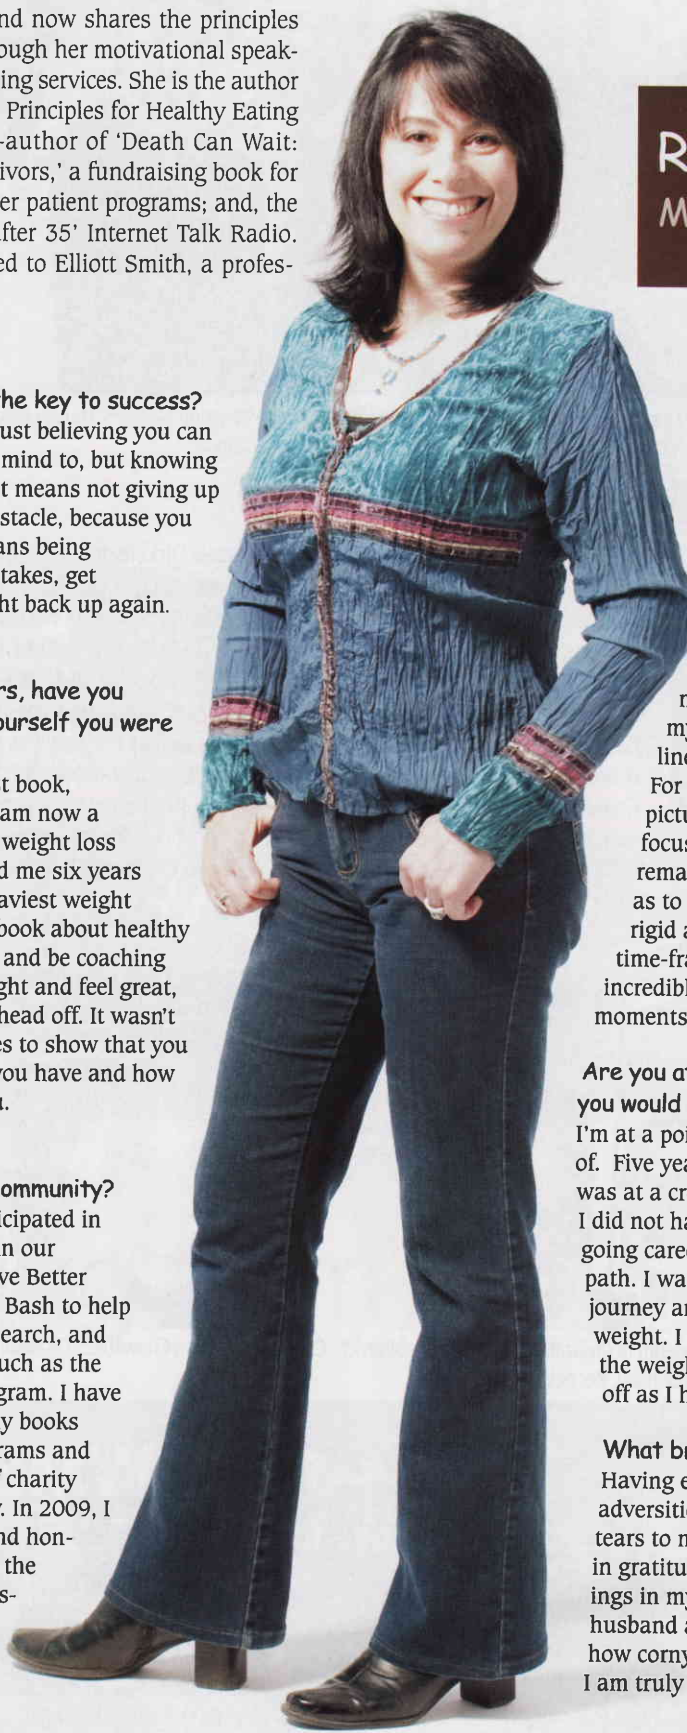 nd now shares the principles
ough her motivational speak-
ing services. She is the author
Principles for Healthy Eating
-author of ‘Death Can Wait:
ivors,’ a fundraising book for
er patient programs; and, the
fter 35’ Internet Talk Radio.
ed to Elliott Smith, a profes-
he key to success?
ust believing you can
mind to, but knowing
t means not giving up
stacle, because you
ans being
takes, get
ht back up again.
rs, have you
ourself you were
t book,
am now a
weight loss
d me six years
aviest weight
book about healthy
and be coaching
ght and feel great,
head off. It wasn’t
es to show that you
you have and how
u.
ommunity?
icipated in
n our
ve Better
Bash to help
earch, and
uch as the
gram. I have
y books
rams and
f charity
y. In 2009, I
nd hon-
the
s-
R
M
n
my
line
For
pictu
focus
rema
as to
rigid a
time-fra
incredibl
moments
Are you at
you would
I’m at a poi
of. Five yea
was at a cr
I did not ha
going caree
path. I wa
journey an
weight. I
the weigh
off as I h
What br
Having e
adversitie
tears to m
in gratitu
ings in my
husband a
how corny
I am truly